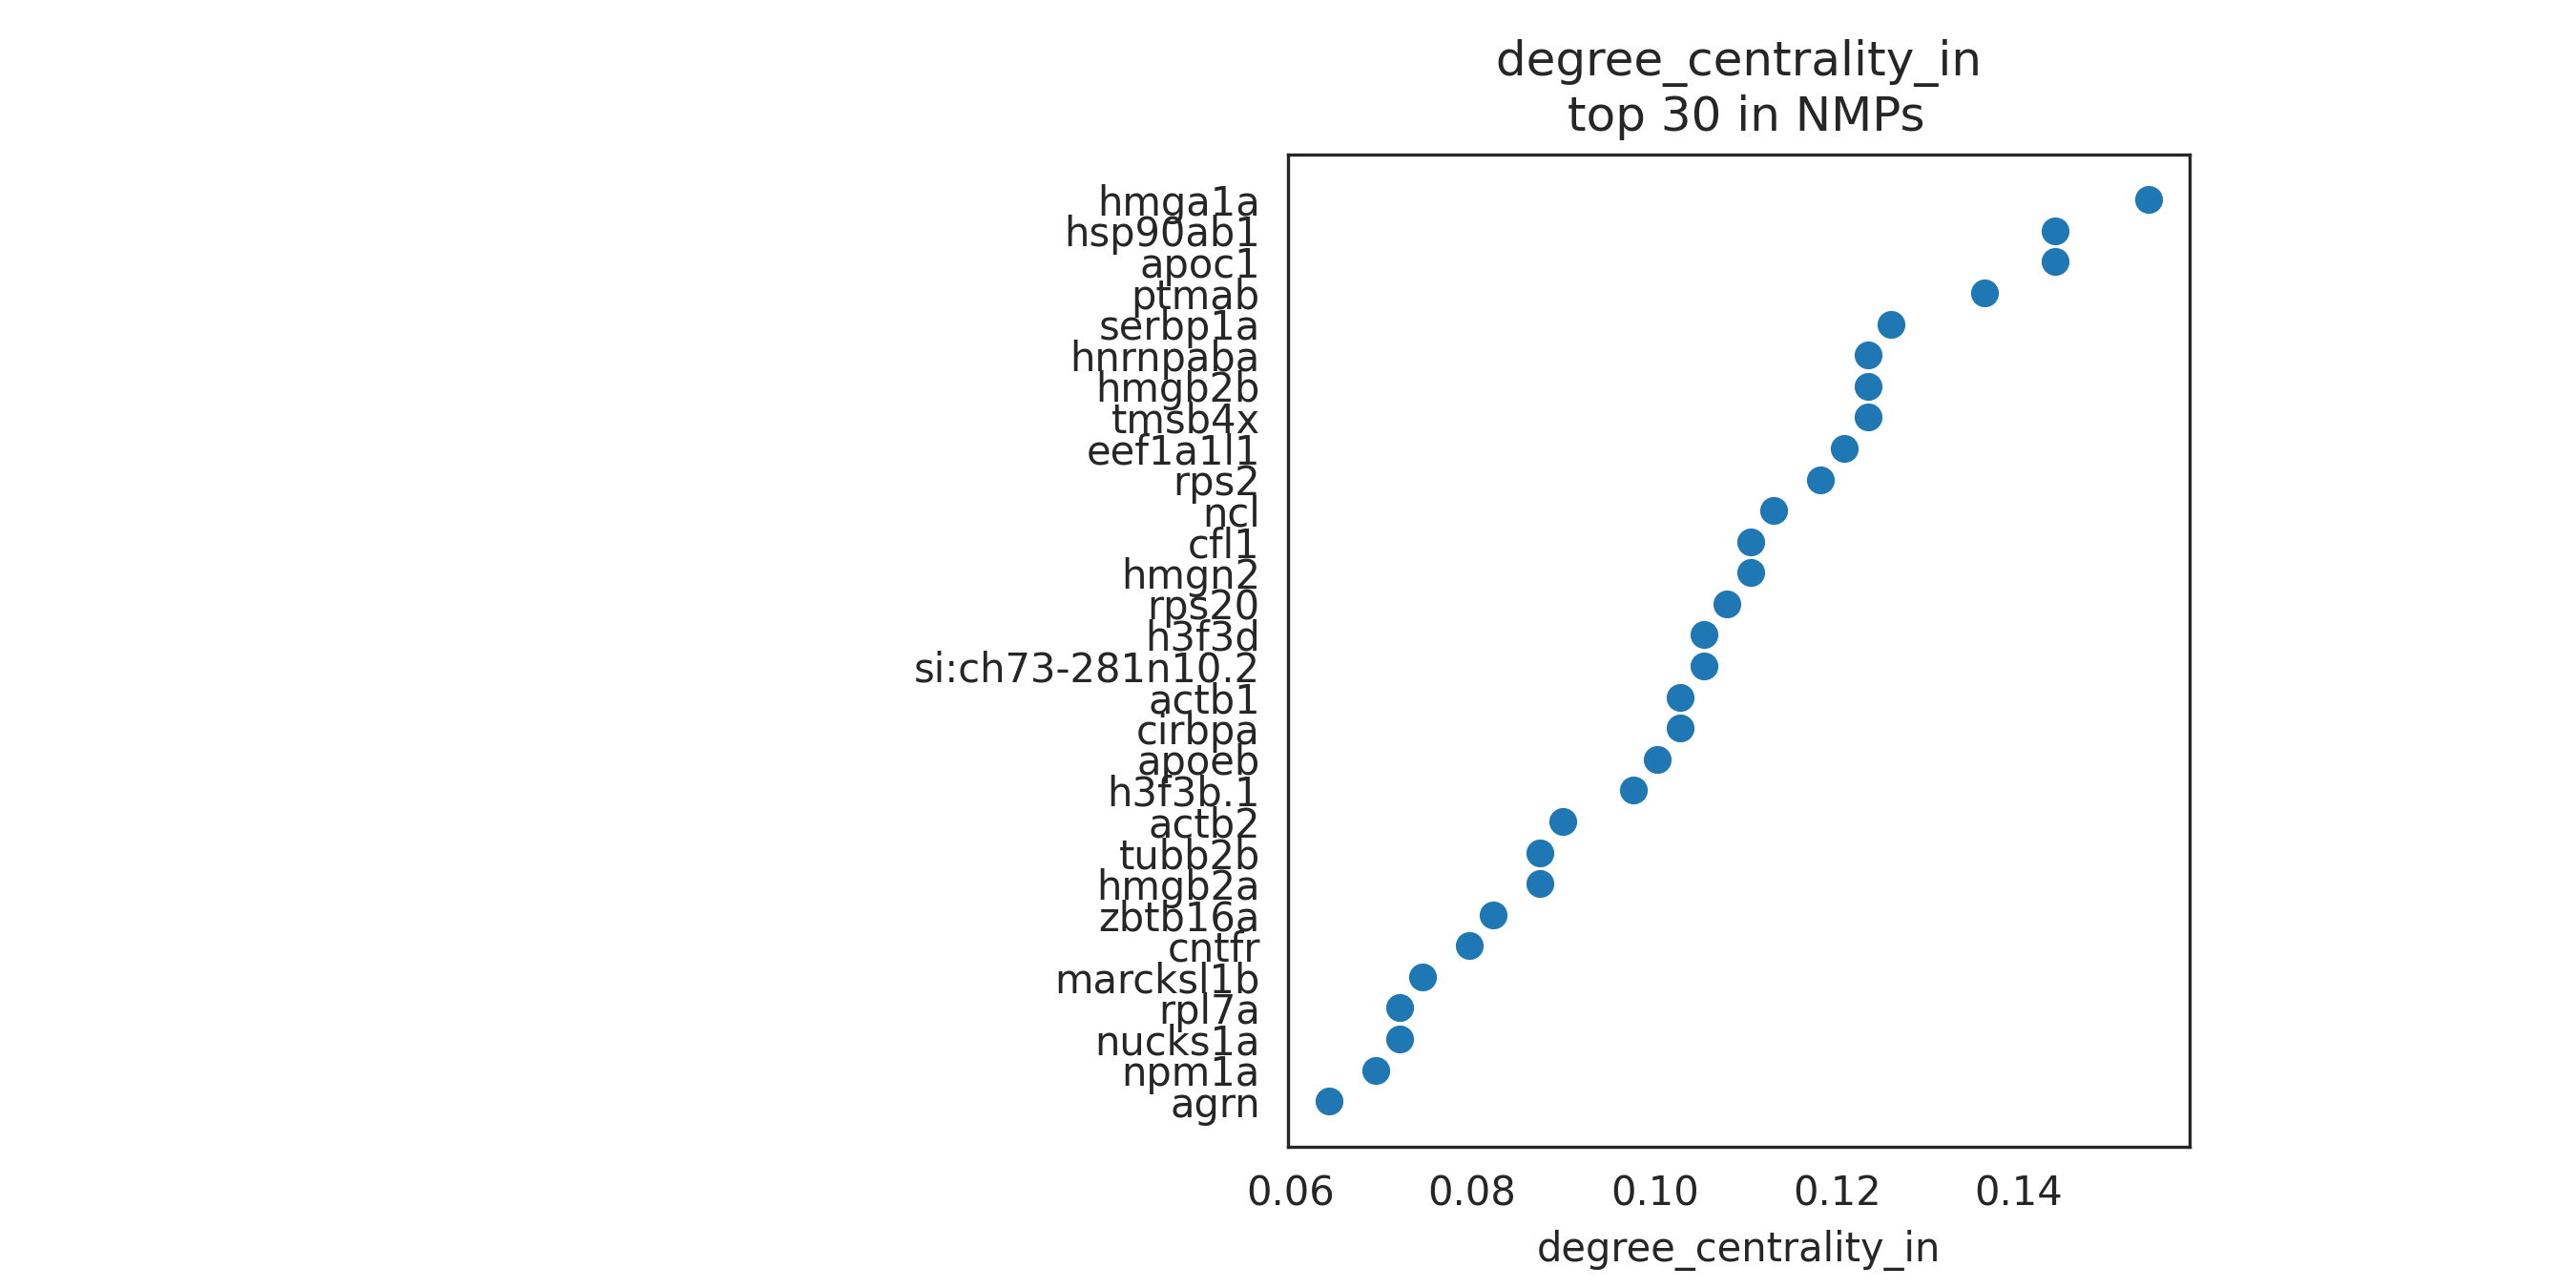 degree_centrality_in
top 30 in NMPs
hmga1a
hsp90ab1
apoc1
ptmab
serbp1a
hnrnpaba
hmgb2b
tmsb4x
eef1a1l1
rps2
ncl
cfl1
hmgn2
rps20
h3f3d
si:ch73-281n10.2
actb1
cirbpa
apoeb
h3f3b.1
actb2
tubb2b
hmgb2a
zbtb16a
cntfr
marcksl1b
rpl7a
nucks1a
npm1a
agrn
0.06 0.08 0.10 0.12 0.14
degree_centrality_in